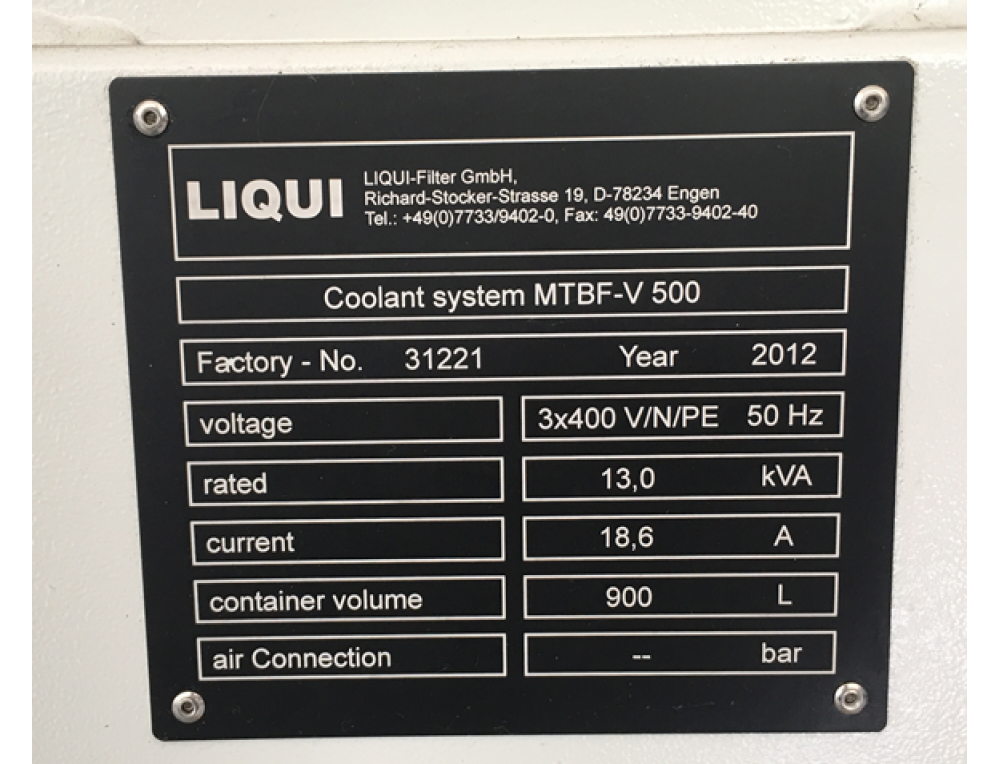 LIQUI
LIQUI-Filter GmbH,
Richard-Stocker-Strasse 19, D-78234 Engen
Tel.: +49(0)7733/9402-0, Fax: 49(0)7733-9402-40
Coolant system MTBF-V 500
Factory - No. 31221 Year 2012
voltage 3x400 V/N/PE 50 Hz
rated 13,0 kVA
current 18,6 A
container volume 900 L
air Connection -- bar